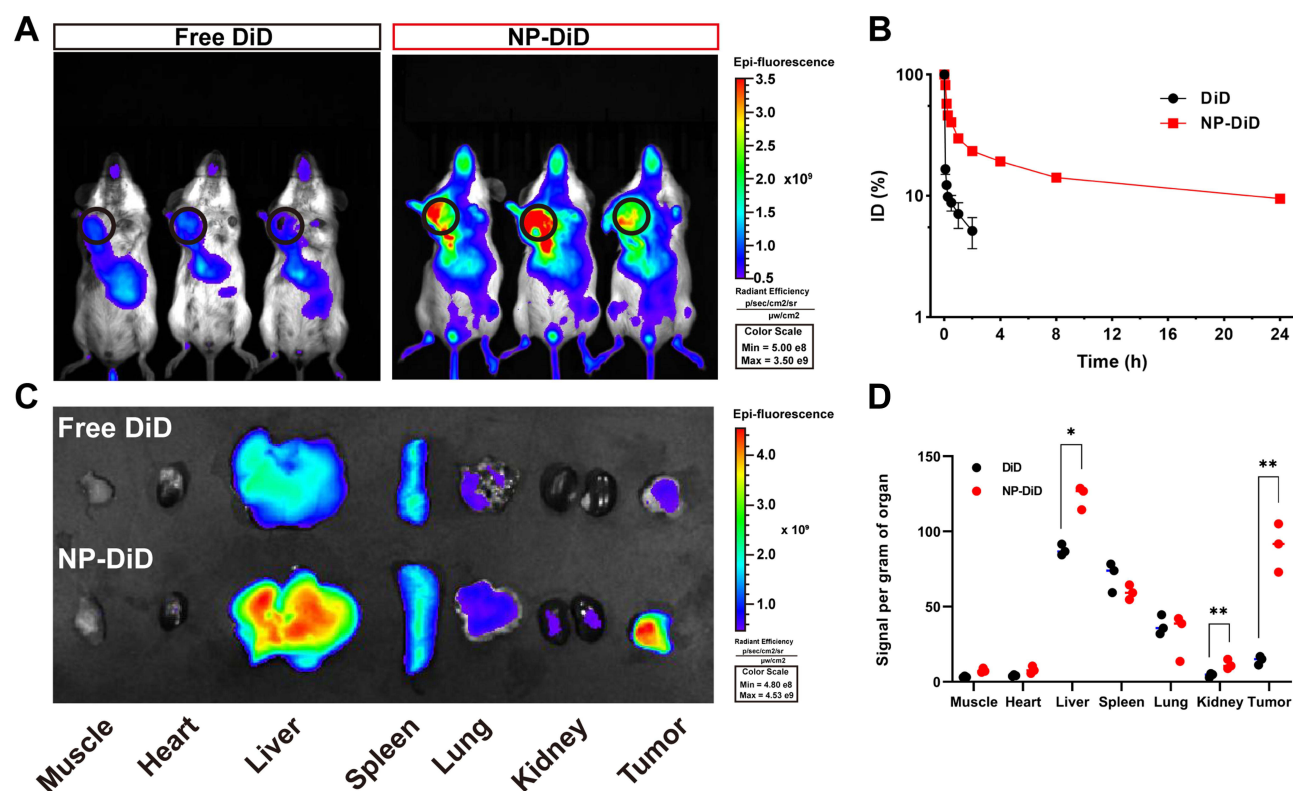 A
Free DiD
NP-DiD
Epi-fluorescence
3.5
3.0
2.5
2.0
x10⁹
1.5
1.0
0.5
Radiant Efficiency
p/sec/cm2/sr
μw/cm2
Color Scale
Min = 5.00 e8
Max = 3.50 e9
B
100
10
1
ID (%)
DiD
NP-DiD
0
4
8
12
16
20
24
Time (h)
C
Free DiD
NP-DiD
Epi-fluorescence
4.0
3.0
x 10⁹
2.0
1.0
Radiant Efficiency
p/sec/cm2/sr
μw/cm2
Color Scale
Min = 4.80 e8
Max = 4.53 e9
Muscle
Heart
Liver
Spleen
Lung
Kidney
Tumor
D
Signal per gram of organ
150
100
50
0
DiD
NP-DiD
*
**
**
Muscle
Heart
Liver
Spleen
Lung
Kidney
Tumor